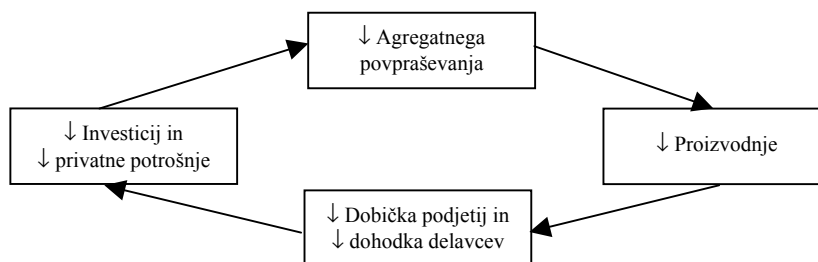 ↓ Agregatnega
povpraševanja
↓ Investicij in
↓ privatne potrošnje
↓ Proizvodnje
↓ Dobička podjetij in
↓ dohodka delavcev